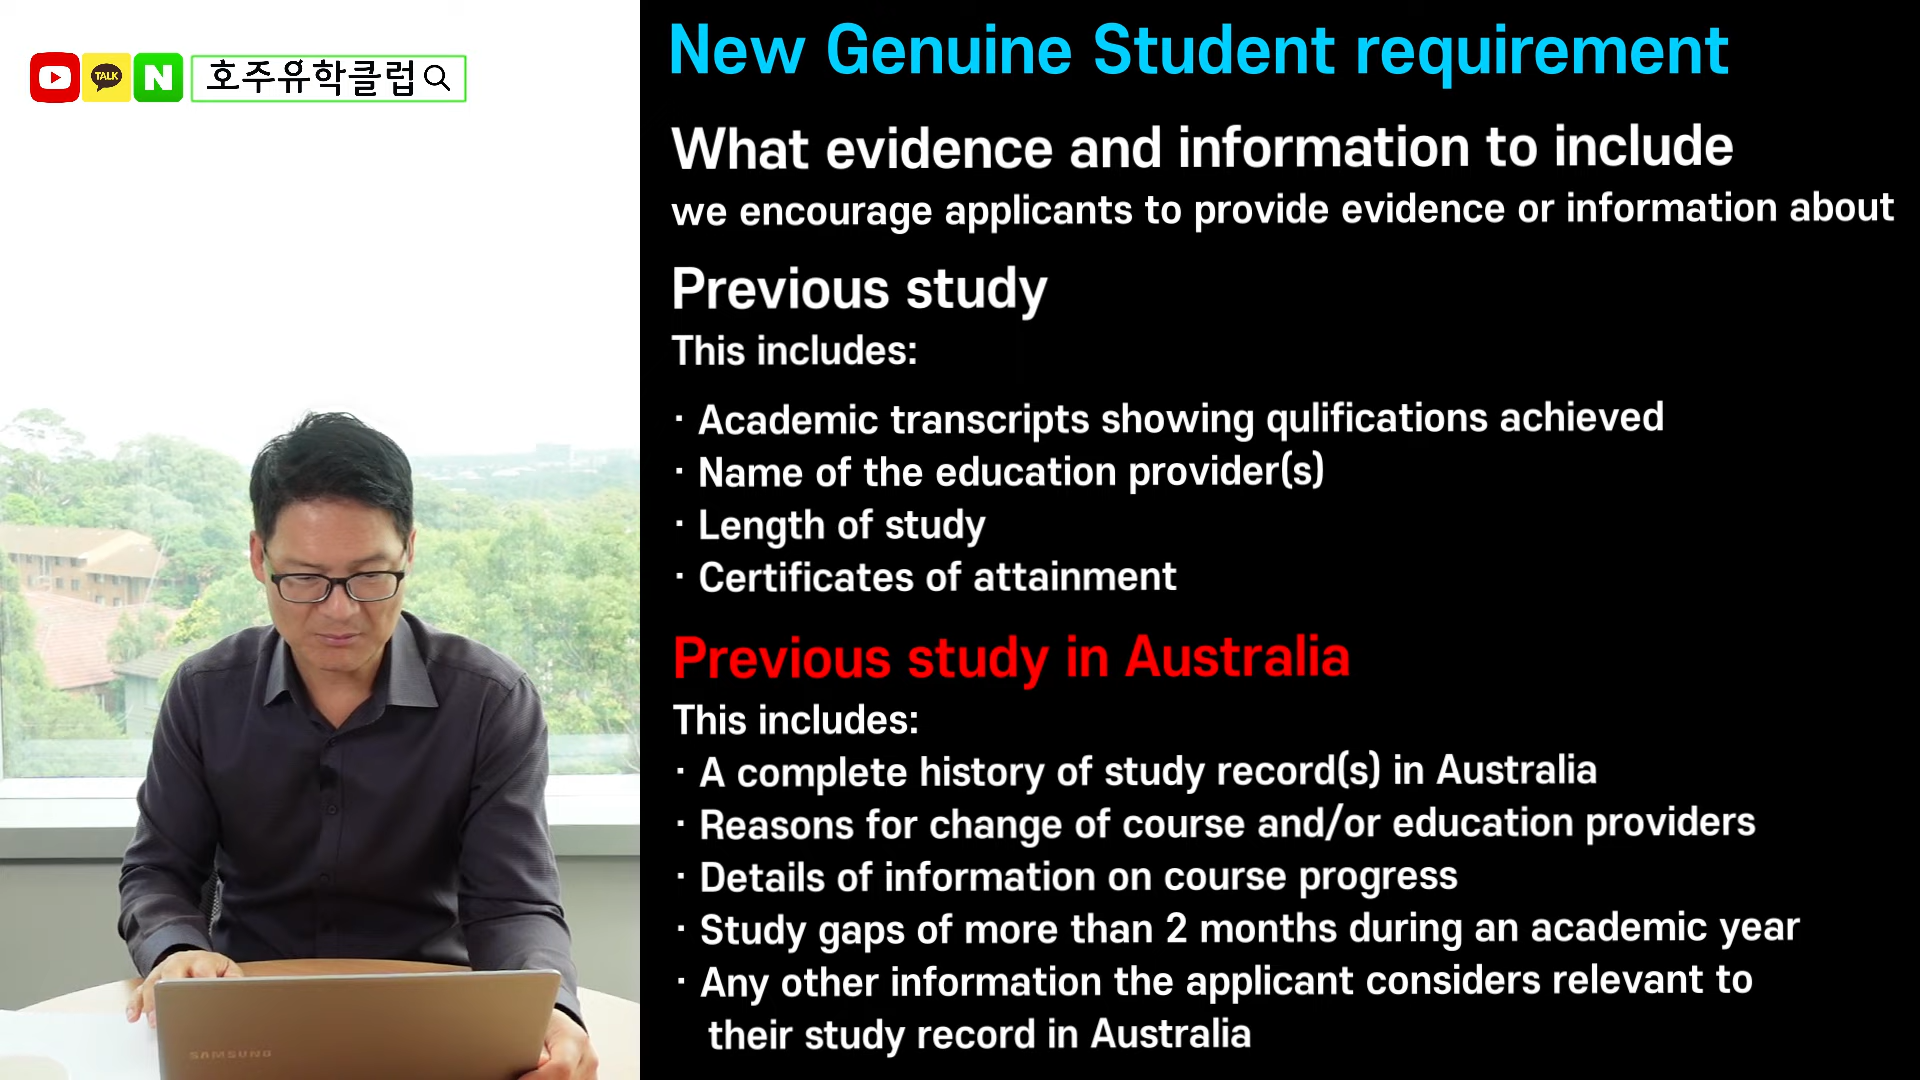 TALK
N
호주유학클럽
New Genuine Student requirement
What evidence and information to include
we encourage applicants to provide evidence or information about
Previous study
This includes:
· Academic transcripts showing qulifications achieved
· Name of the education provider(s)
· Length of study
· Certificates of attainment
Previous study in Australia
This includes:
· A complete history of study record(s) in Australia
· Reasons for change of course and/or education providers
· Details of information on course progress
· Study gaps of more than 2 months during an academic year
· Any other information the applicant considers relevant to
their study record in Australia
SAMSUNG